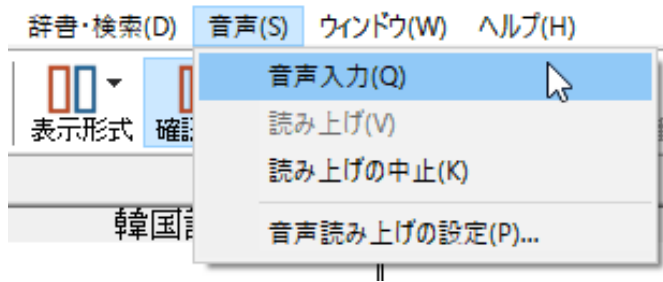 辞書・検索(D) 音声(S) ウィンドウ(W) ヘルプ(H)
音声入力(Q)
読み上げ(V)
表示形式
読み上げの中止(K)
韓国
音声読み上げの設定(P)...